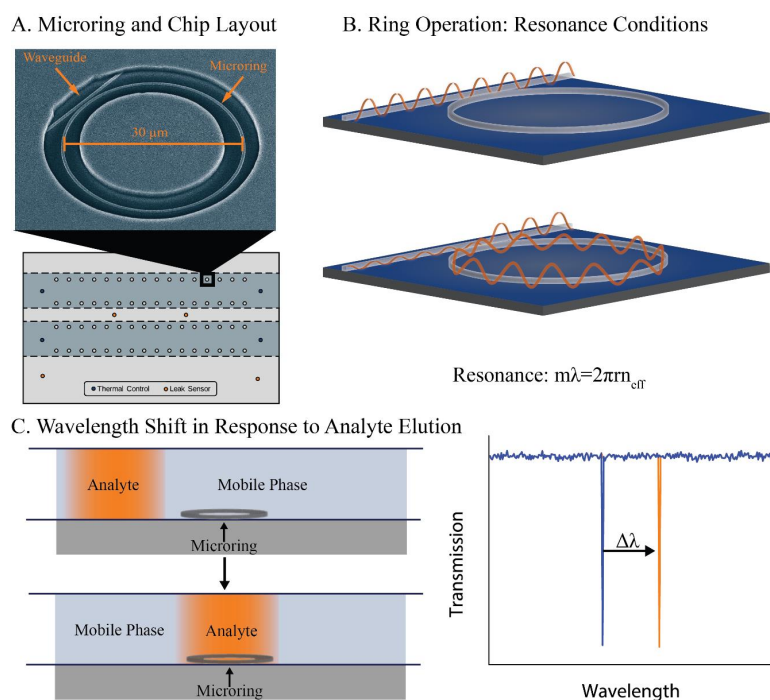 A. Microring and Chip Layout
Waveguide
Microring
30 µm
Thermal Control
Leak Sensor
B. Ring Operation: Resonance Conditions
Resonance: mλ=2πrn_eff
C. Wavelength Shift in Response to Analyte Elution
Analyte
Mobile Phase
Microring
Mobile Phase
Analyte
Microring
Transmission
Δλ
Wavelength